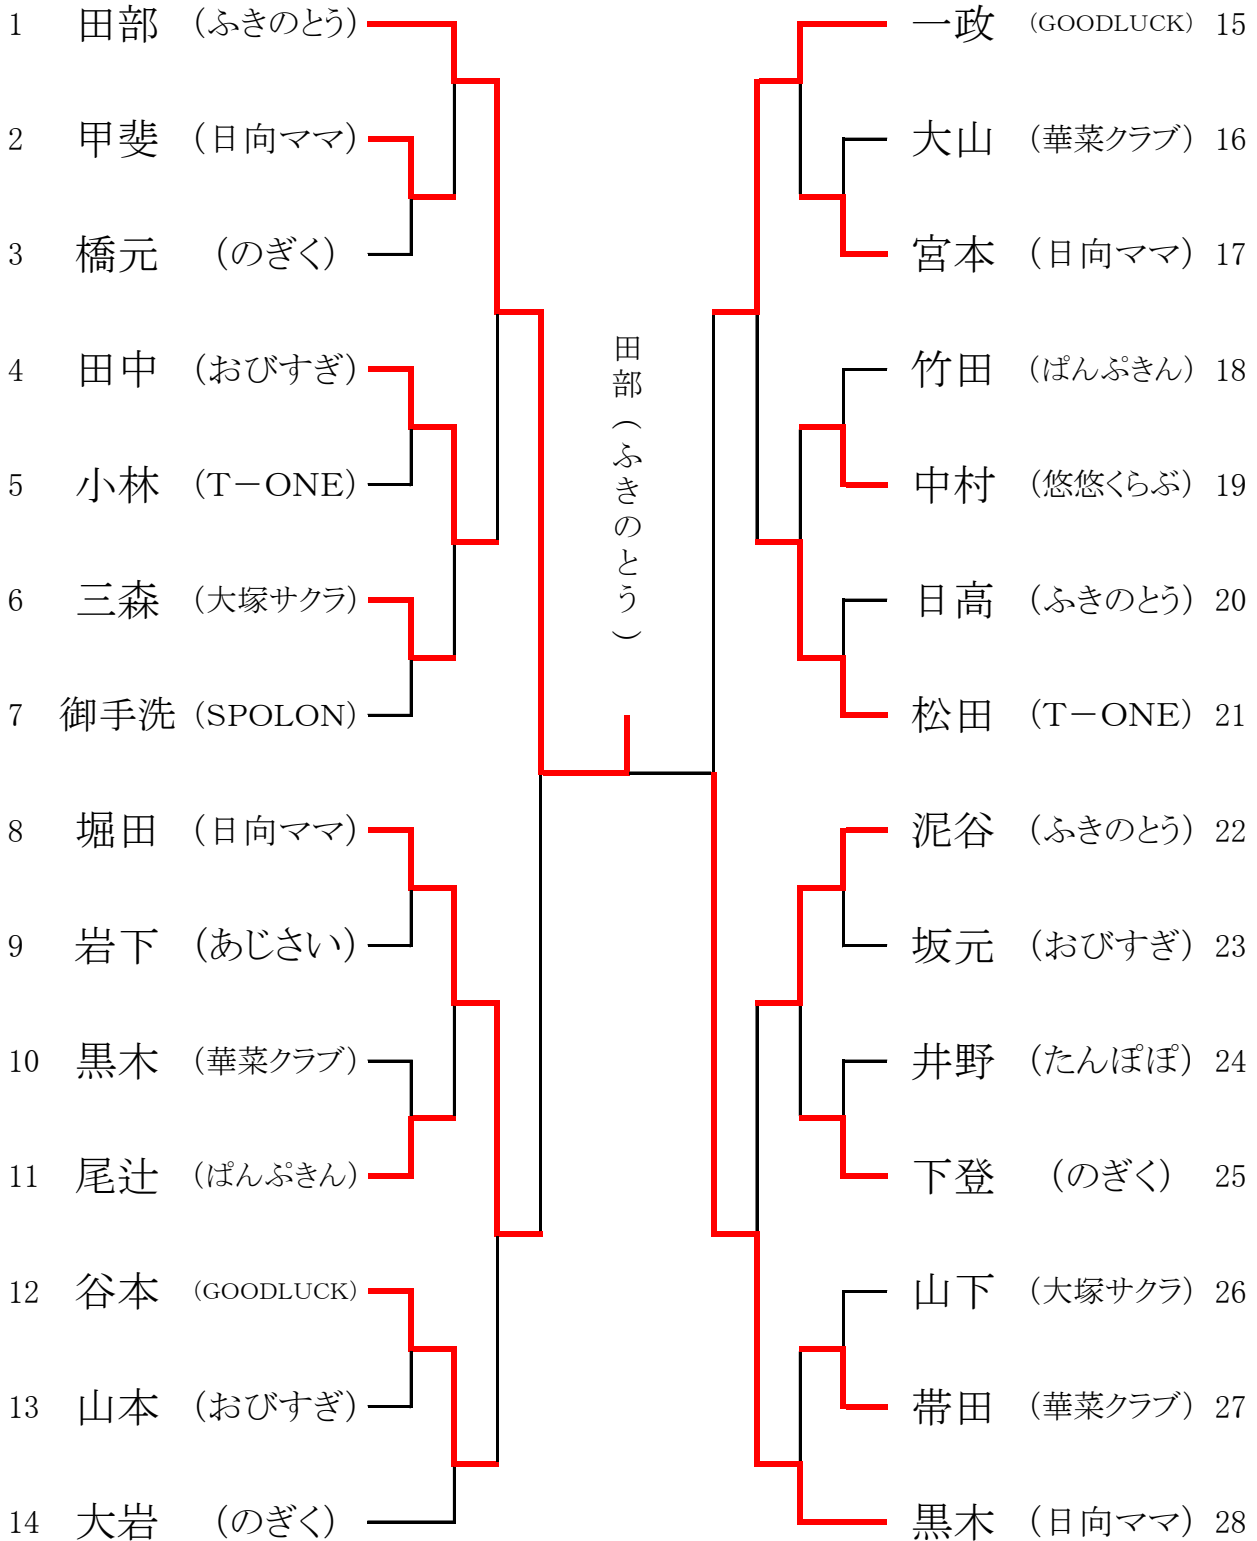 1 田部 (ふきのとう)
2 甲斐 (日向ママ)
3 橋元 (のぎく)
4 田中 (おびすぎ)
5 小林 (T－ONE)
6 三森 (大塚サクラ)
7 御手洗 (SPOLON)
8 堀田 (日向ママ)
9 岩下 (あじさい)
10 黒木 (華菜クラブ)
11 尾辻 (ぱんぷきん)
12 谷本 (GOODLUCK)
13 山本 (おびすぎ)
14 大岩 (のぎく)
田部(ふきのとう)
一政 (GOODLUCK) 15
大山 (華菜クラブ) 16
宮本 (日向ママ) 17
竹田 (ぱんぷきん) 18
中村 (悠悠くらぶ) 19
日高 (ふきのとう) 20
松田 (T－ONE) 21
泥谷 (ふきのとう) 22
坂元 (おびすぎ) 23
井野 (たんぽぽ) 24
下登 (のぎく) 25
山下 (大塚サクラ) 26
帯田 (華菜クラブ) 27
黒木 (日向ママ) 28